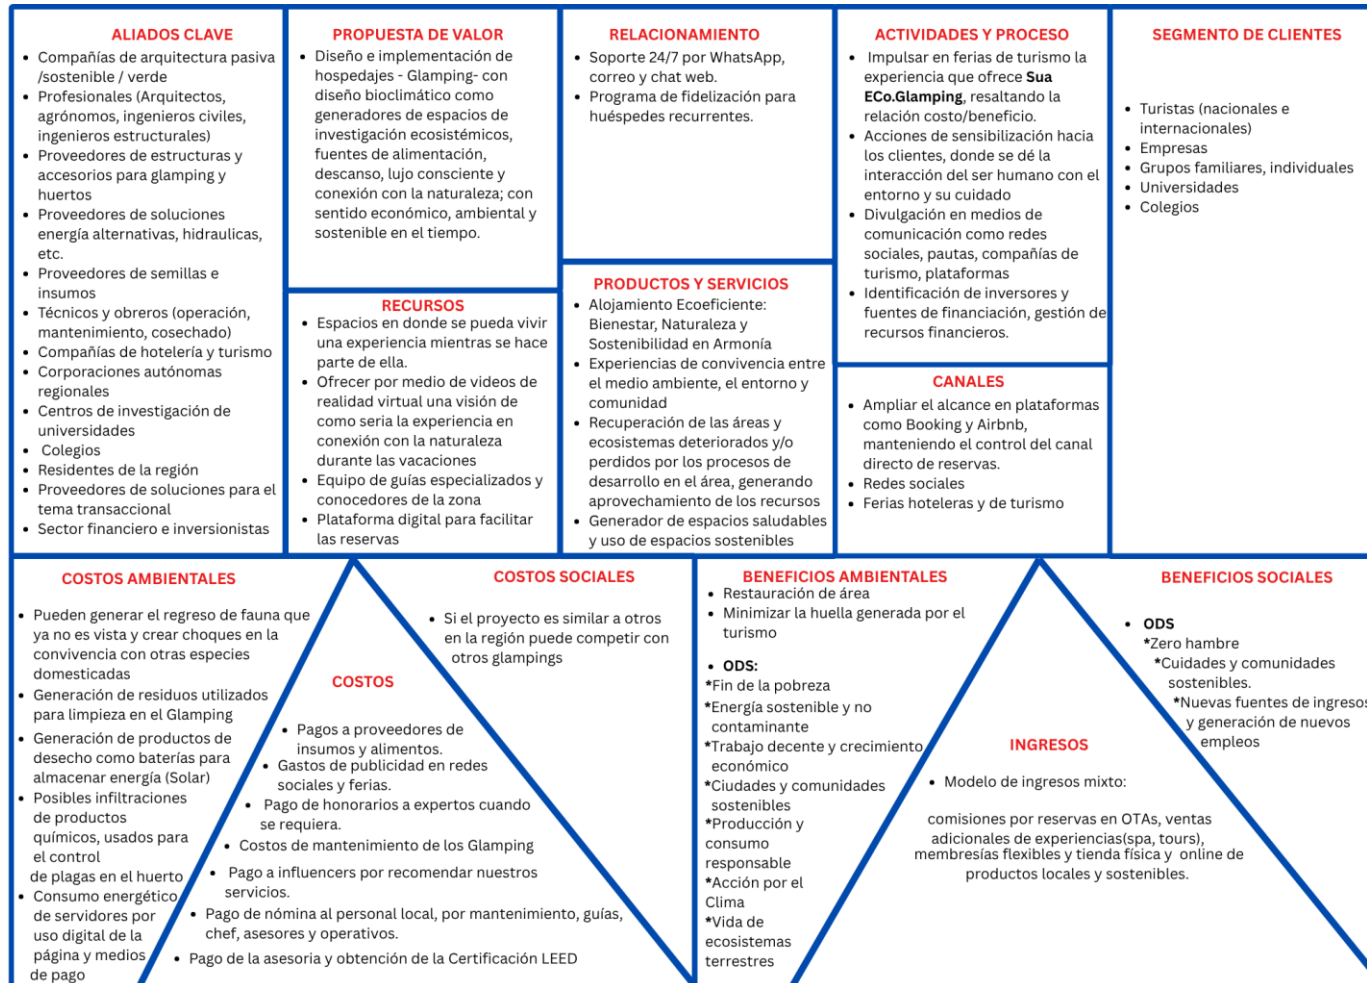 ALIADOS CLAVE
• Compañías de arquitectura pasiva
/sostenible / verde
• Profesionales (Arquitectos,
agrónomos, ingenieros civiles,
ingenieros estructurales)
• Proveedores de estructuras y
accesorios para glamping y
huertos
• Proveedores de soluciones
energía alternativas, hidraulicas,
etc.
• Proveedores de semillas e
insumos
• Técnicos y obreros (operación,
mantenimiento, cosechado)
• Compañías de hotelería y turismo
• Corporaciones autónomas
regionales
• Centros de investigación de
universidades
• Colegios
• Residentes de la región
• Proveedores de soluciones para el
tema transaccional
• Sector financiero e inversionistas
PROPUESTA DE VALOR
• Diseño e implementación de
hospedajes - Glamping- con
diseño bioclimático como
generadores de espacios de
investigación ecosistémicos,
fuentes de alimentación,
descanso, lujo consciente y
conexión con la naturaleza; con
sentido económico, ambiental y
sostenible en el tiempo.
RECURSOS
• Espacios en donde se pueda vivir
una experiencia mientras se hace
parte de ella.
• Ofrecer por medio de videos de
realidad virtual una visión de
como seria la experiencia en
conexión con la naturaleza
durante las vacaciones
• Equipo de guías especializados y
conocedores de la zona
• Plataforma digital para facilitar
las reservas
RELACIONAMIENTO
• Soporte 24/7 por WhatsApp,
correo y chat web.
• Programa de fidelización para
huéspedes recurrentes.
PRODUCTOS Y SERVICIOS
• Alojamiento Ecoeficiente:
Bienestar, Naturaleza y
Sostenibilidad en Armonía
• Experiencias de convivencia entre
el medio ambiente, el entorno y
comunidad
• Recuperación de las áreas y
ecosistemas deteriorados y/o
perdidos por los procesos de
desarrollo en el área, generando
aprovechamiento de los recursos
• Generador de espacios saludables
y uso de espacios sostenibles
ACTIVIDADES Y PROCESO
• Impulsar en ferias de turismo la
experiencia que ofrece Sua
ECo.Glamping, resaltando la
relación costo/beneficio.
• Acciones de sensibilización hacia
los clientes, donde se dé la
interacción del ser humano con el
entorno y su cuidado
• Divulgación en medios de
comunicación como redes
sociales, pautas, compañías de
turismo, plataformas
• Identificación de inversores y
fuentes de financiación, gestión de
recursos financieros.
CANALES
• Ampliar el alcance en plataformas
como Booking y Airbnb,
manteniendo el control del canal
directo de reservas.
• Redes sociales
• Ferias hoteleras y de turismo
SEGMENTO DE CLIENTES
• Turistas (nacionales e
internacionales)
• Empresas
• Grupos familiares, individuales
• Universidades
• Colegios
COSTOS AMBIENTALES
• Pueden generar el regreso de fauna que
ya no es vista y crear choques en la
convivencia con otras especies
domesticadas
• Generación de residuos utilizados
para limpieza en el Glamping
• Generación de productos de
desecho como baterías para
almacenar energía (Solar)
• Posibles infiltraciones
de productos
químicos, usados para
el control
de plagas en el huerto
• Consumo energético
de servidores por
uso digital de la
página y medios
de pago
COSTOS
• Pagos a proveedores de
insumos y alimentos.
• Gastos de publicidad en redes
sociales y ferias.
• Pago de honorarios a expertos cuando
se requiera.
• Costos de mantenimiento de los Glamping
• Pago a influencers por recomendar nuestros
servicios.
• Pago de nómina al personal local, por mantenimiento, guías,
chef, asesores y operativos.
• Pago de la asesoria y obtención de la Certificación LEED
COSTOS SOCIALES
• Si el proyecto es similar a otros
en la región puede competir con
otros glampings
BENEFICIOS AMBIENTALES
• Restauración de área
• Minimizar la huella generada por el
turismo
• ODS:
*Fin de la pobreza
*Energía sostenible y no
contaminante
*Trabajo decente y crecimiento
económico
*Ciudades y comunidades
sostenibles
*Producción y
consumo
responsable
*Acción por el
Clima
*Vida de
ecosistemas
terrestres
INGRESOS
• Modelo de ingresos mixto:
comisiones por reservas en OTAs, ventas
adicionales de experiencias(spa, tours),
membresías flexibles y tienda física y online de
productos locales y sostenibles.
BENEFICIOS SOCIALES
• ODS
*Zero hambre
*Cuidades y comunidades
sostenibles.
*Nuevas fuentes de ingresos
y generación de nuevos
empleos